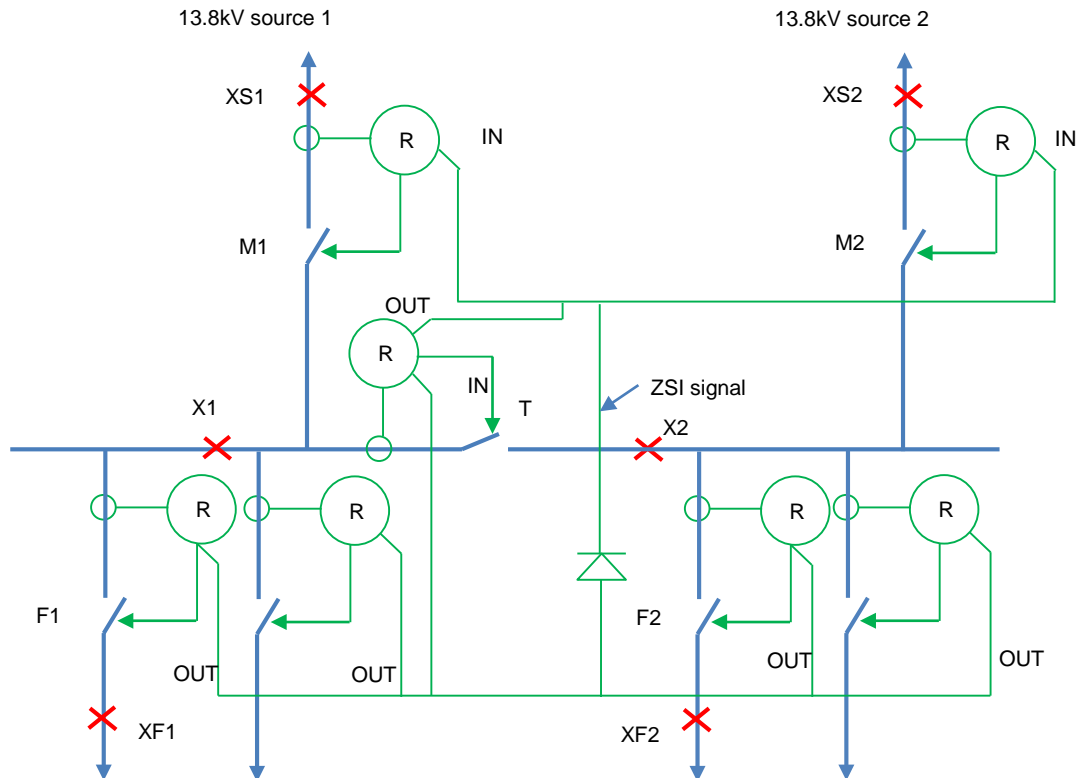 13.8kV source 1
13.8kV source 2
XS1
XS2
R
IN
R
IN
M1
M2
OUT
R
IN
ZSI signal
X1
T
X2
R
R
R
R
F1
F2
OUT
OUT
OUT
OUT
XF1
XF2